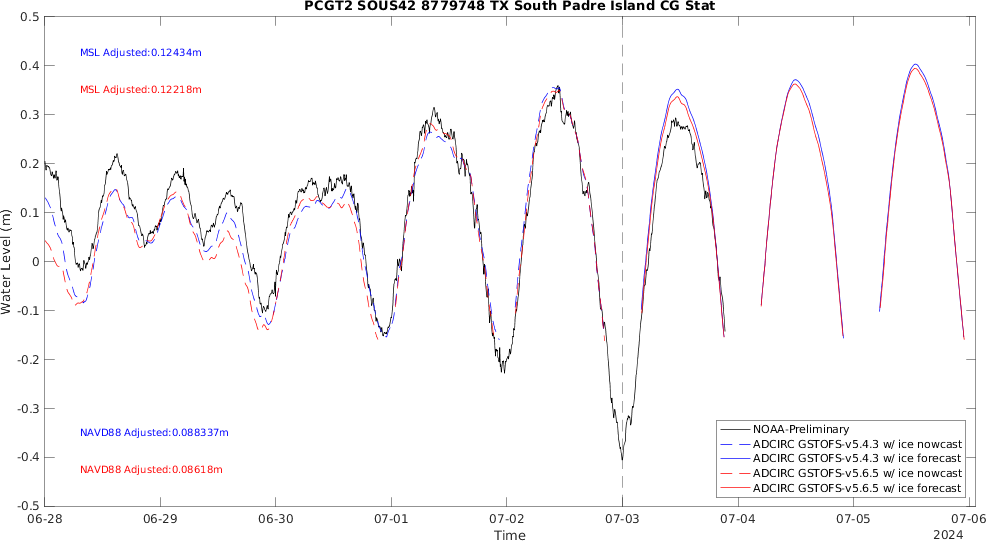 PCGT2 SOUS42 8779748 TX South Padre Island CG Stat
MSL Adjusted:0.12434m
MSL Adjusted:0.12218m
NAVD88 Adjusted:0.088337m
NAVD88 Adjusted:0.08618m
Water Level (m)
0.5
0.4
0.3
0.2
0.1
0
-0.1
-0.2
-0.3
-0.4
-0.5
NOAA-Preliminary
ADCIRC GSTOFS-v5.4.3 w/ ice nowcast
ADCIRC GSTOFS-v5.4.3 w/ ice forecast
ADCIRC GSTOFS-v5.6.5 w/ ice nowcast
ADCIRC GSTOFS-v5.6.5 w/ ice forecast
06-28 06-29 06-30 07-01 07-02 07-03 07-04 07-05 07-06
Time
2024